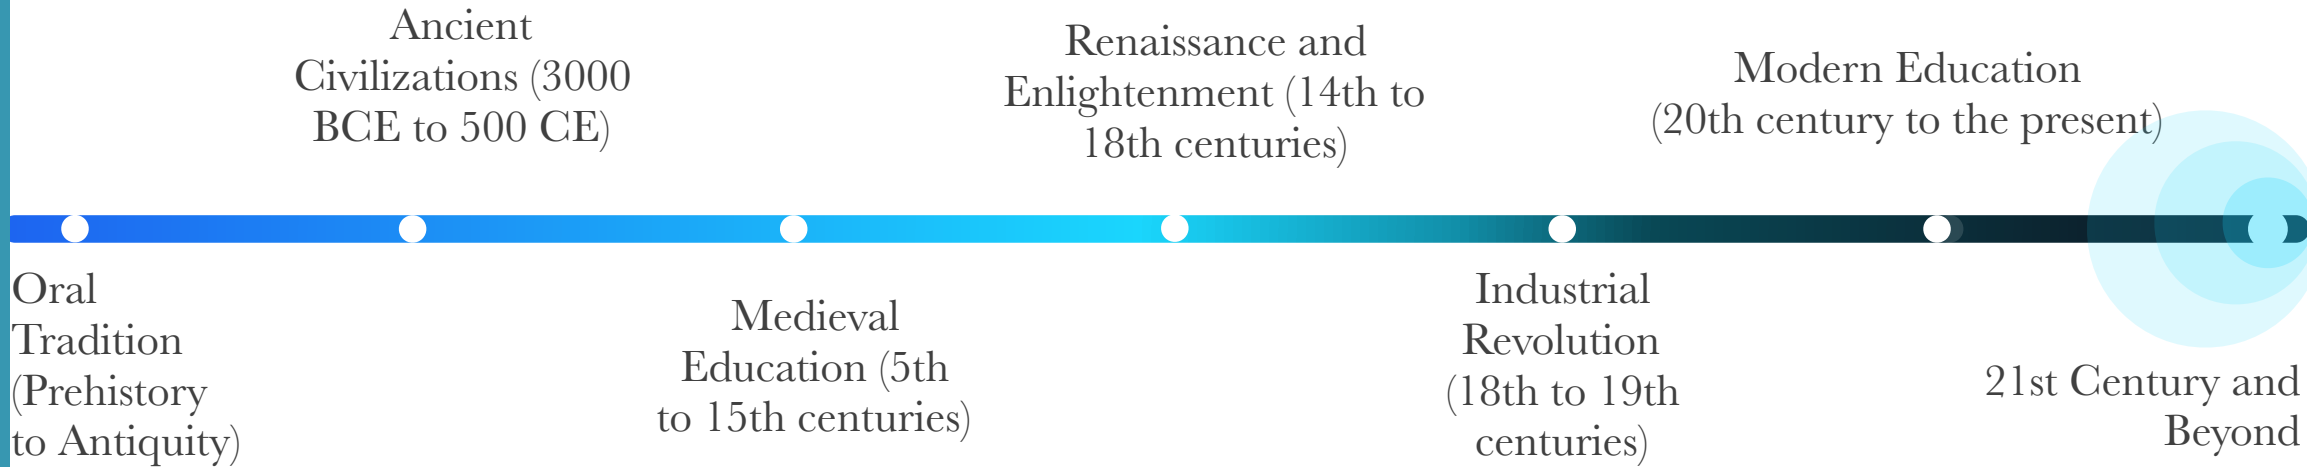 Oral
Tradition
(Prehistory
to Antiquity)
Ancient
Civilizations (3000
BCE to 500 CE)
Medieval
Education (5th
to 15th centuries)
Renaissance and
Enlightenment (14th to
18th centuries)
Industrial
Revolution
(18th to 19th
centuries)
Modern Education
(20th century to the present)
21st Century and
Beyond